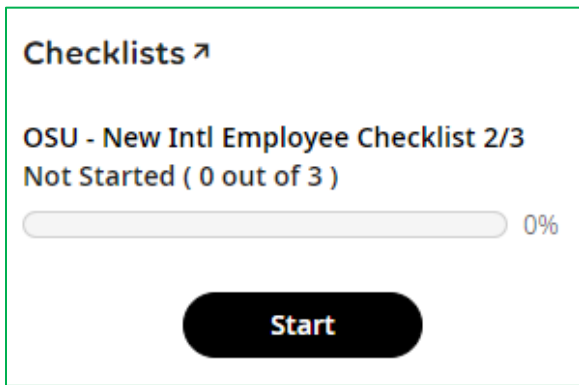 Checklists ↗
OSU - New Intl Employee Checklist 2/3
Not Started ( 0 out of 3 )
0%
Start